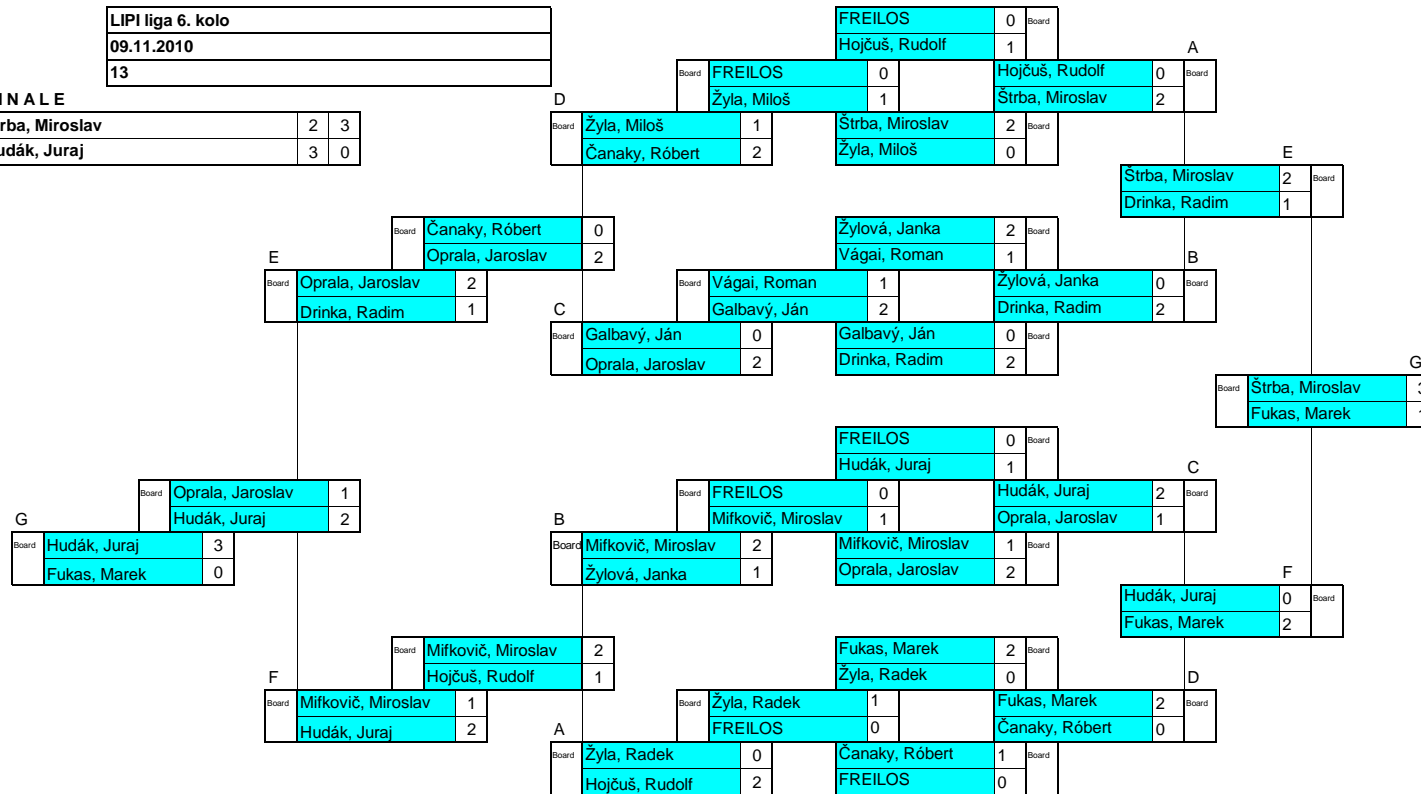 LIPI liga 6. kolo
09.11.2010
13
N A L E
rba, Miroslav 2 3
udák, Juraj 3 0
FREILOS 0 Board
Hojčuš, Rudolf 1
A
Board FREILOS 0
Žyla, Miloš 1
Hojčuš, Rudolf 0 Board
Štrba, Miroslav 2
D
Board Žyla, Miloš 1
Čanaky, Róbert 2
Štrba, Miroslav 2 Board
Žyla, Miloš 0
E
Štrba, Miroslav 2 Board
Drinka, Radim 1
Board Čanaky, Róbert 0
Oprala, Jaroslav 2
Žylová, Janka 2 Board
Vágai, Roman 1
E
Board Oprala, Jaroslav 2
Drinka, Radim 1
Board Vágai, Roman 1
Galbavý, Ján 2
B
Žylová, Janka 0 Board
Drinka, Radim 2
C
Board Galbavý, Ján 0
Oprala, Jaroslav 2
Galbavý, Ján 0 Board
Drinka, Radim 2
G
Board Štrba, Miroslav 3
Fukas, Marek
FREILOS 0 Board
Hudák, Juraj 1
C
Board Oprala, Jaroslav 1
Hudák, Juraj 2
Board FREILOS 0
Mifkovič, Miroslav 1
Hudák, Juraj 2 Board
Oprala, Jaroslav 1
G
Board Hudák, Juraj 3
Fukas, Marek 0
B
Board Mifkovič, Miroslav 2
Žylová, Janka 1
Mifkovič, Miroslav 1 Board
Oprala, Jaroslav 2
F
Hudák, Juraj 0 Board
Fukas, Marek 2
Board Mifkovič, Miroslav 2
Hojčuš, Rudolf 1
Fukas, Marek 2 Board
Žyla, Radek 0
F
Board Mifkovič, Miroslav 1
Hudák, Juraj 2
Board Žyla, Radek 1
FREILOS 0
D
Fukas, Marek 2 Board
Čanaky, Róbert 0
A
Board Žyla, Radek 0
Hojčuš, Rudolf 2
Čanaky, Róbert 1 Board
FREILOS 0